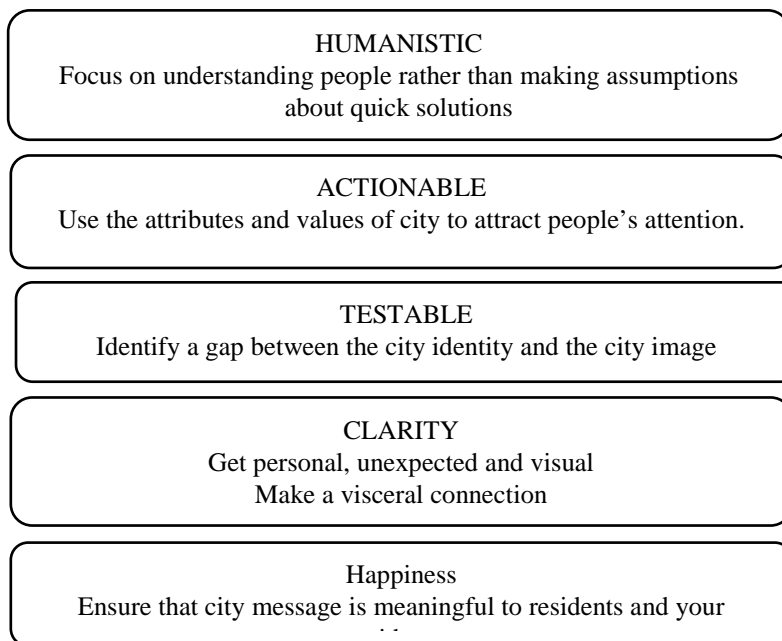 HUMANISTIC
Focus on understanding people rather than making assumptions
about quick solutions
ACTIONABLE
Use the attributes and values of city to attract people’s attention.
TESTABLE
Identify a gap between the city identity and the city image
CLARITY
Get personal, unexpected and visual
Make a visceral connection
Happiness
Ensure that city message is meaningful to residents and your